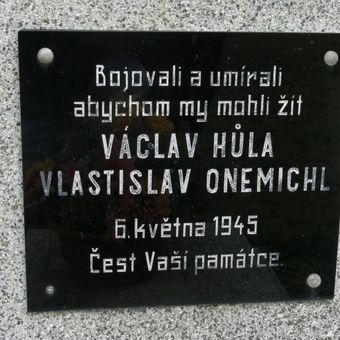 Bojovali a umírali
abychom my mohli žít
VÁCLAV HŮLA
VLASTISLAV ONEMICHL
6. května 1945
Čest Vaší památce.